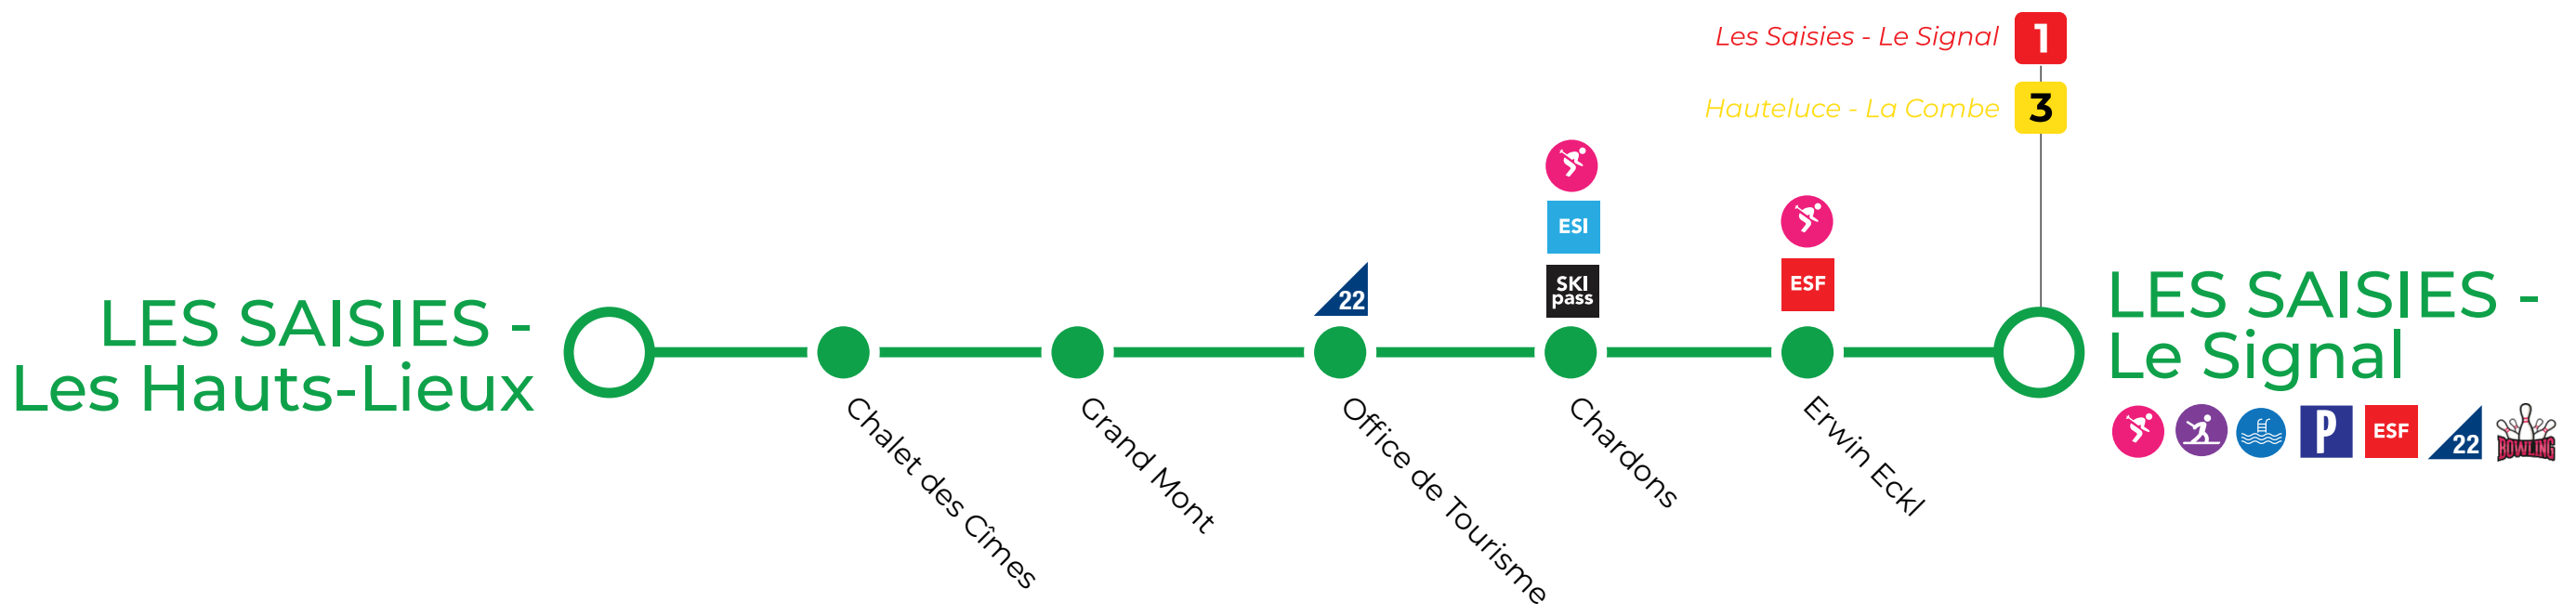 Les Saisies - Le Signal 1
Hauteluce - La Combe 3
ESI
SKI
pass
ESF
22
LES SAISIES -
Les Hauts-Lieux
LES SAISIES -
Le Signal
P
ESF
22
BOWLING
Chalet des Cîmes
Grand Mont
Office de Tourisme
Chardons
Erwin Eckl